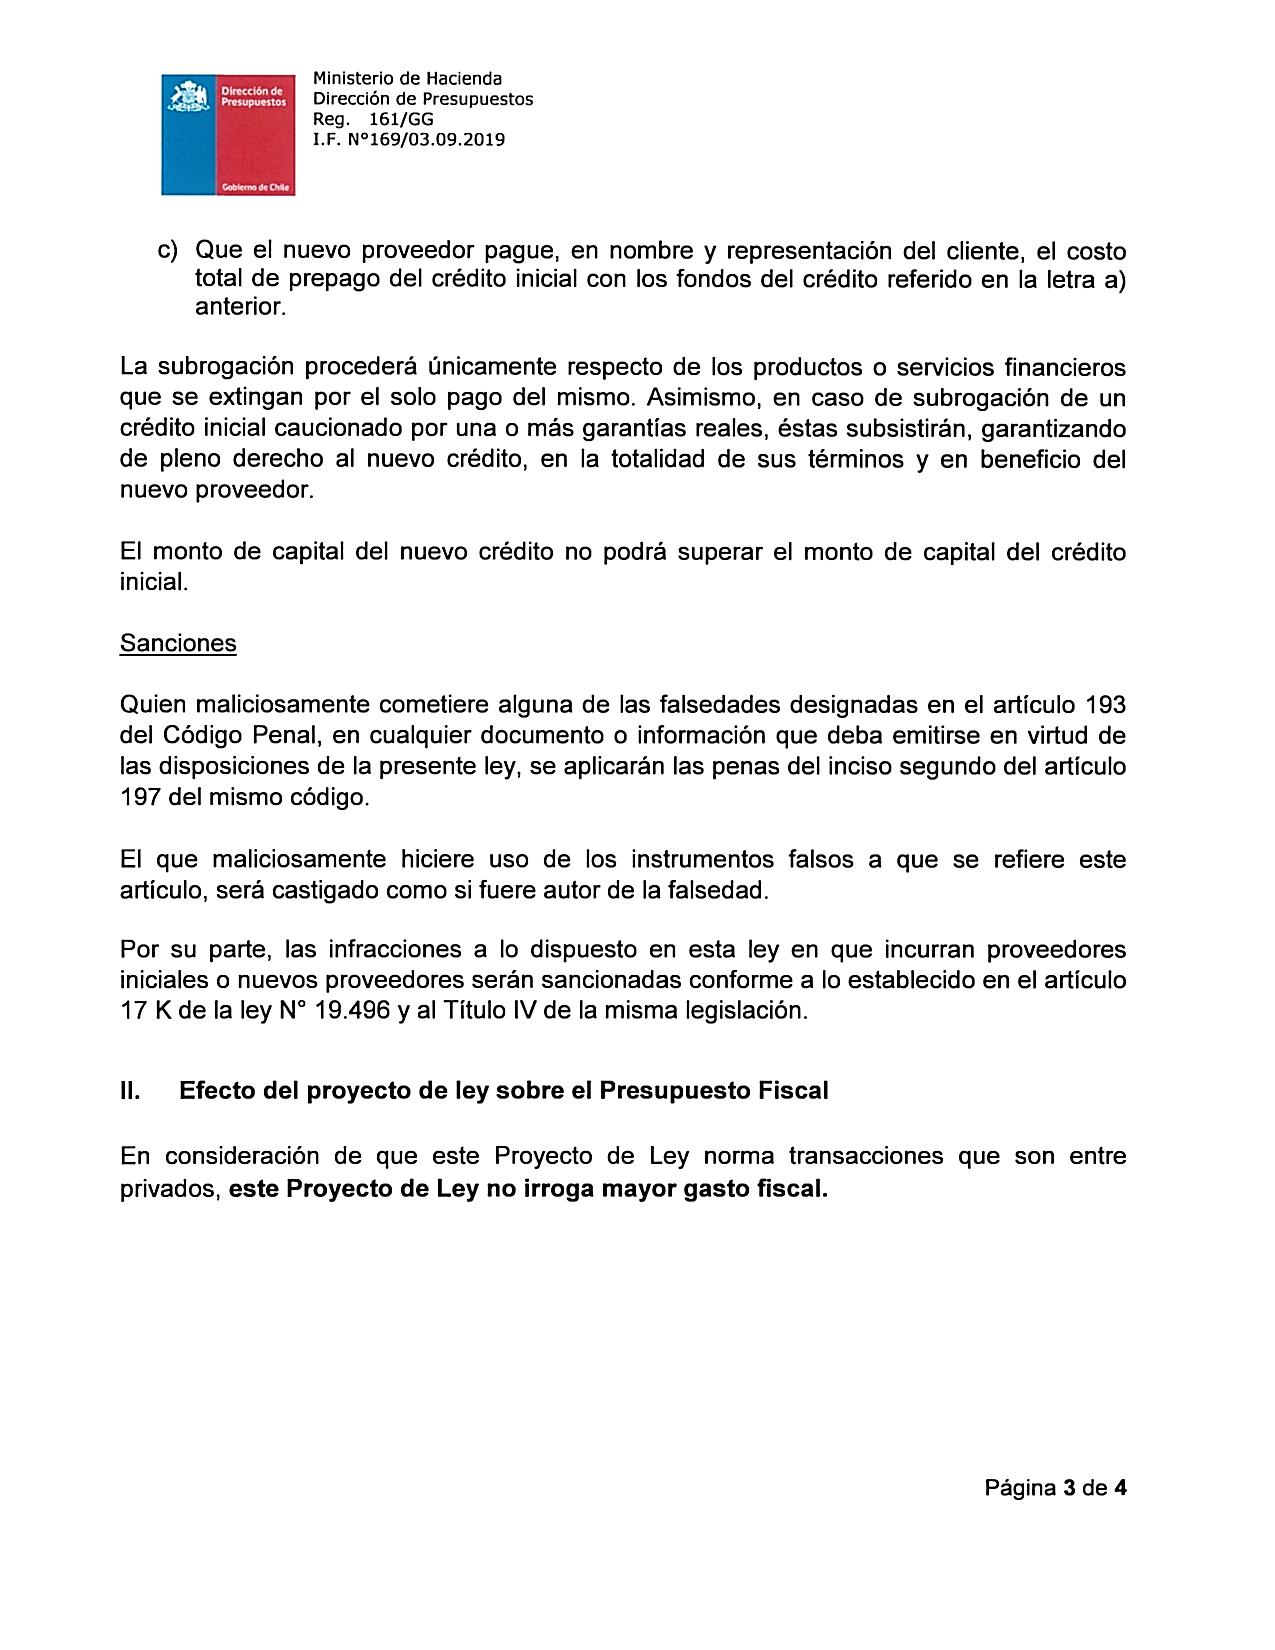 Dirección de
Presupuestos
Gobierno de Chile
Ministerio de Hacienda
Dirección de Presupuestos
Reg. 161/GG
I.F. N°169/03.09.2019
c) Que el nuevo proveedor pague, en nombre y representación del cliente, el costo
total de prepago del crédito inicial con los fondos del crédito referido en la letra a)
anterior.
La subrogación procederá únicamente respecto de los productos o servicios financieros
que se extingan por el solo pago del mismo. Asimismo, en caso de subrogación de un
crédito inicial caucionado por una o más garantías reales, éstas subsistirán, garantizando
de pleno derecho al nuevo crédito, en la totalidad de sus términos y en beneficio del
nuevo proveedor.
El monto de capital del nuevo crédito no podrá superar el monto de capital del crédito
inicial.
Sanciones
Quien maliciosamente cometiere alguna de las falsedades designadas en el artículo 193
del Código Penal, en cualquier documento o información que deba emitirse en virtud de
las disposiciones de la presente ley, se aplicarán las penas del inciso segundo del artículo
197 del mismo código.
El que maliciosamente hiciere uso de los instrumentos falsos a que se refiere este
artículo, será castigado como si fuere autor de la falsedad.
Por su parte, las infracciones a lo dispuesto en esta ley en que incurran proveedores
iniciales o nuevos proveedores serán sancionadas conforme a lo establecido en el artículo
17 K de la ley N° 19.496 y al Título IV de la misma legislación.
II. Efecto del proyecto de ley sobre el Presupuesto Fiscal
En consideración de que este Proyecto de Ley norma transacciones que son entre
privados, este Proyecto de Ley no irroga mayor gasto fiscal.
Página 3 de 4